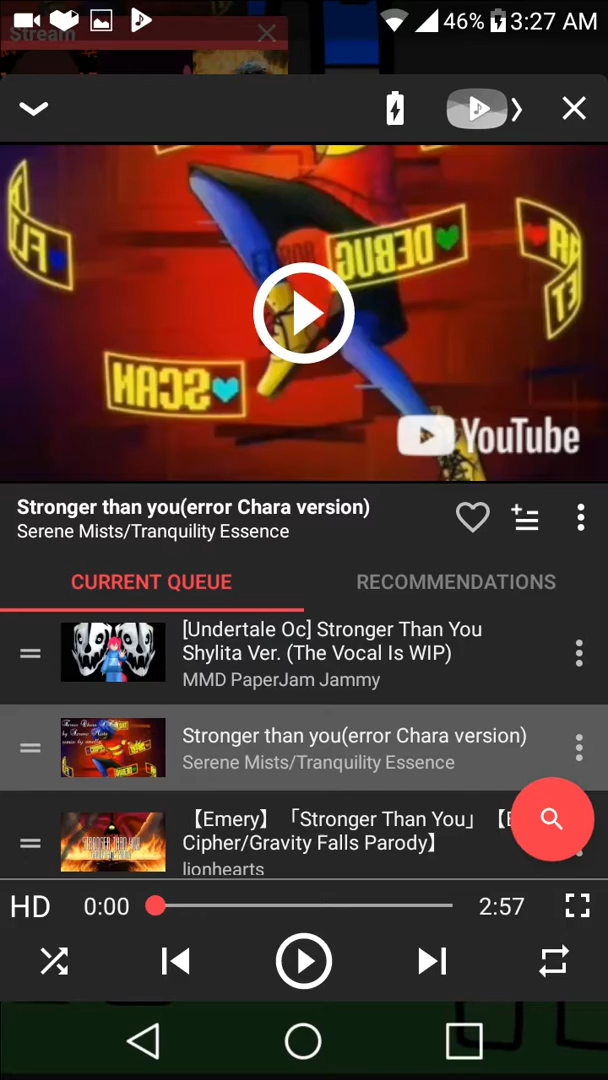 Stream
46%
3:27 AM
FL
DEBUG
SCAN
YouTube
Stronger than you(error Chara version)
Serene Mists/Tranquility Essence
CURRENT QUEUE
RECOMMENDATIONS
[Undertale Oc] Stronger Than You
Shylita Ver. (The Vocal Is WIP)
MMD PaperJam Jammy
Stronger than you(error Chara version)
Serene Mists/Tranquility Essence
【Emery】「Stronger Than You」【
Cipher/Gravity Falls Parody】
lionhearts
HD
0:00
2:57